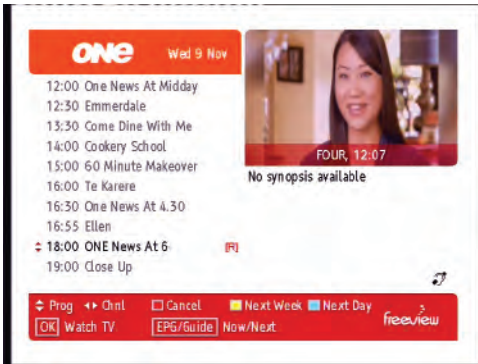 ONE Wed 9 Nov
12:00 One News At Midday
12:30 Emmerdale
13:30 Come Dine With Me
14:00 Cookery School
15:00 60 Minute Makeover
16:00 Te Karere
16:30 One News At 4.30
16:55 Ellen
18:00 ONE News At 6 [R]
19:00 Close Up
FOUR, 12:07
No synopsis available
Prog Chnl Cancel Next Week Next Day
OK Watch TV EPG/Guide Now/Next
freeview